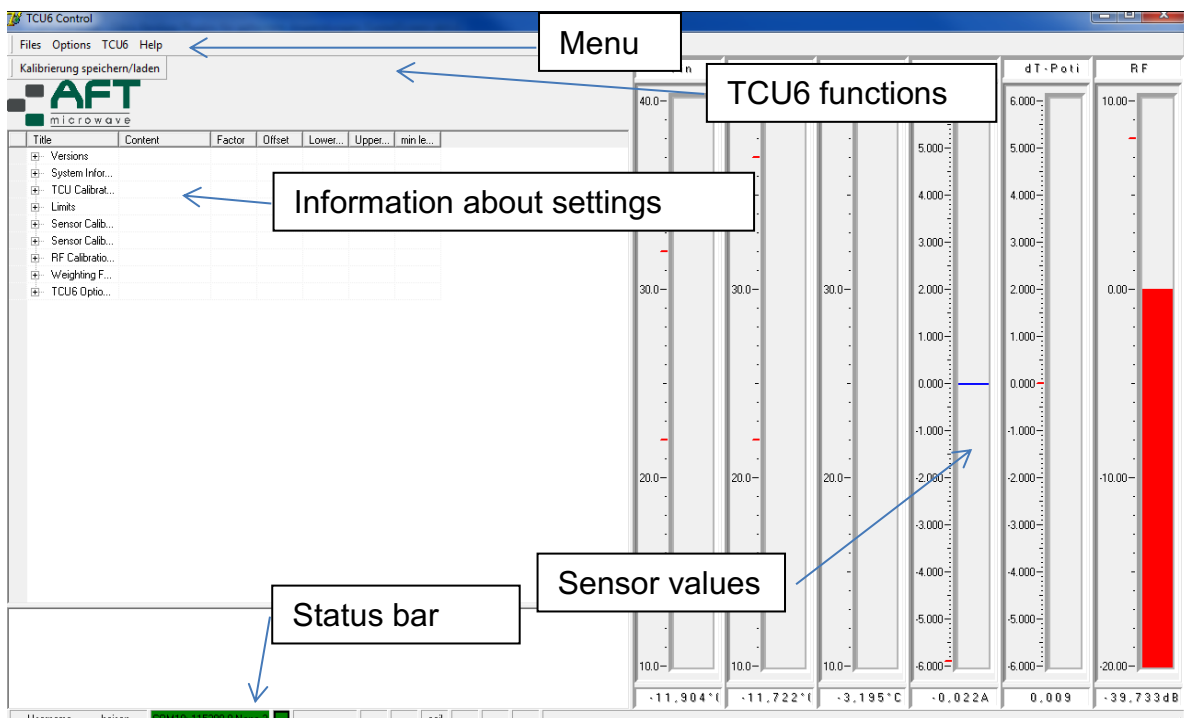 TCU6 Control
Files Options TCU6 Help
Menu
Kalibrierung speichern/laden
TCU6 functions
dT-Poti
RF
AFT
microwave
Title Content Factor Offset Lower... Upper... min le...
Versions
System Infor...
TCU Calibrat...
Limits
Sensor Calib...
Sensor Calib...
RF Calibratio...
Weighting F...
TCU6 Optio...
Information about settings
Sensor values
Status bar
40.0
30.0
20.0
10.0
30.0
20.0
10.0
30.0
20.0
10.0
5.000
4.000
3.000
2.000
1.000
0.000
-1.000
-2.000
-3.000
-4.000
-5.000
-6.000
6.000
5.000
4.000
3.000
2.000
1.000
0.000
-1.000
-2.000
-3.000
-4.000
-5.000
-6.000
10.00
0.00
-10.00
-20.00
-11,904°( -11,722°( -3,195°C -0,022A 0,009 -39,733dB